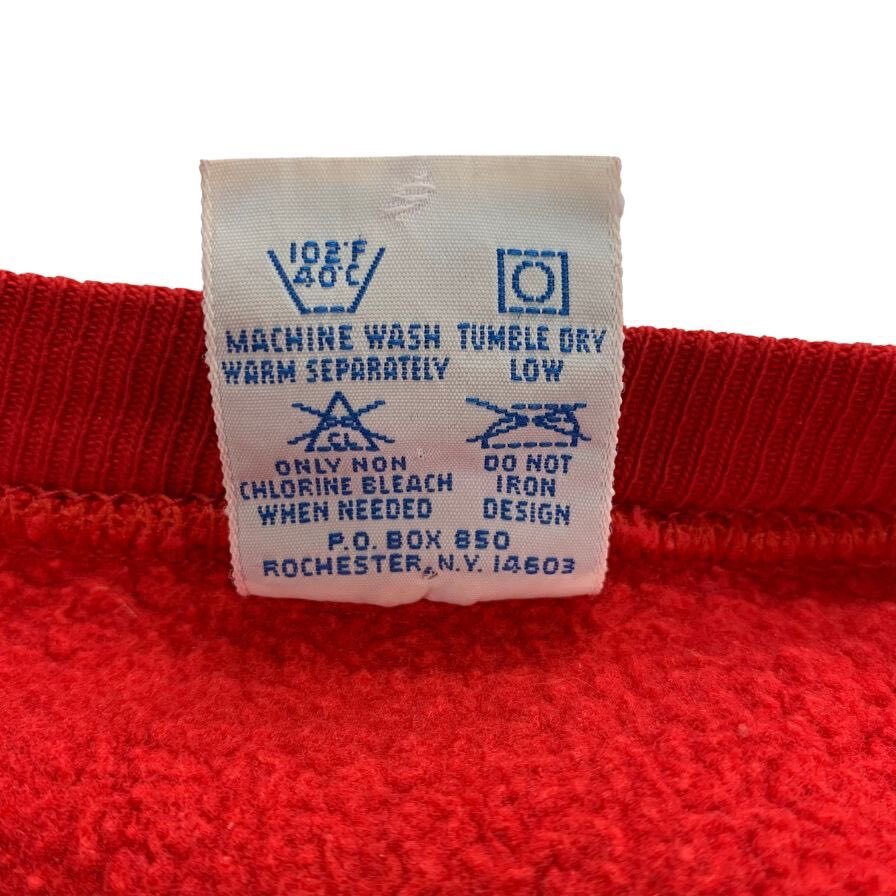 102°F
40°C
MACHINE WASH
WARM SEPARATELY
TUMBLE DRY
LOW
CL
ONLY NON
CHLORINE BLEACH
WHEN NEEDED
DO NOT
IRON
DESIGN
P.O. BOX 850
ROCHESTER, N.Y. 14603